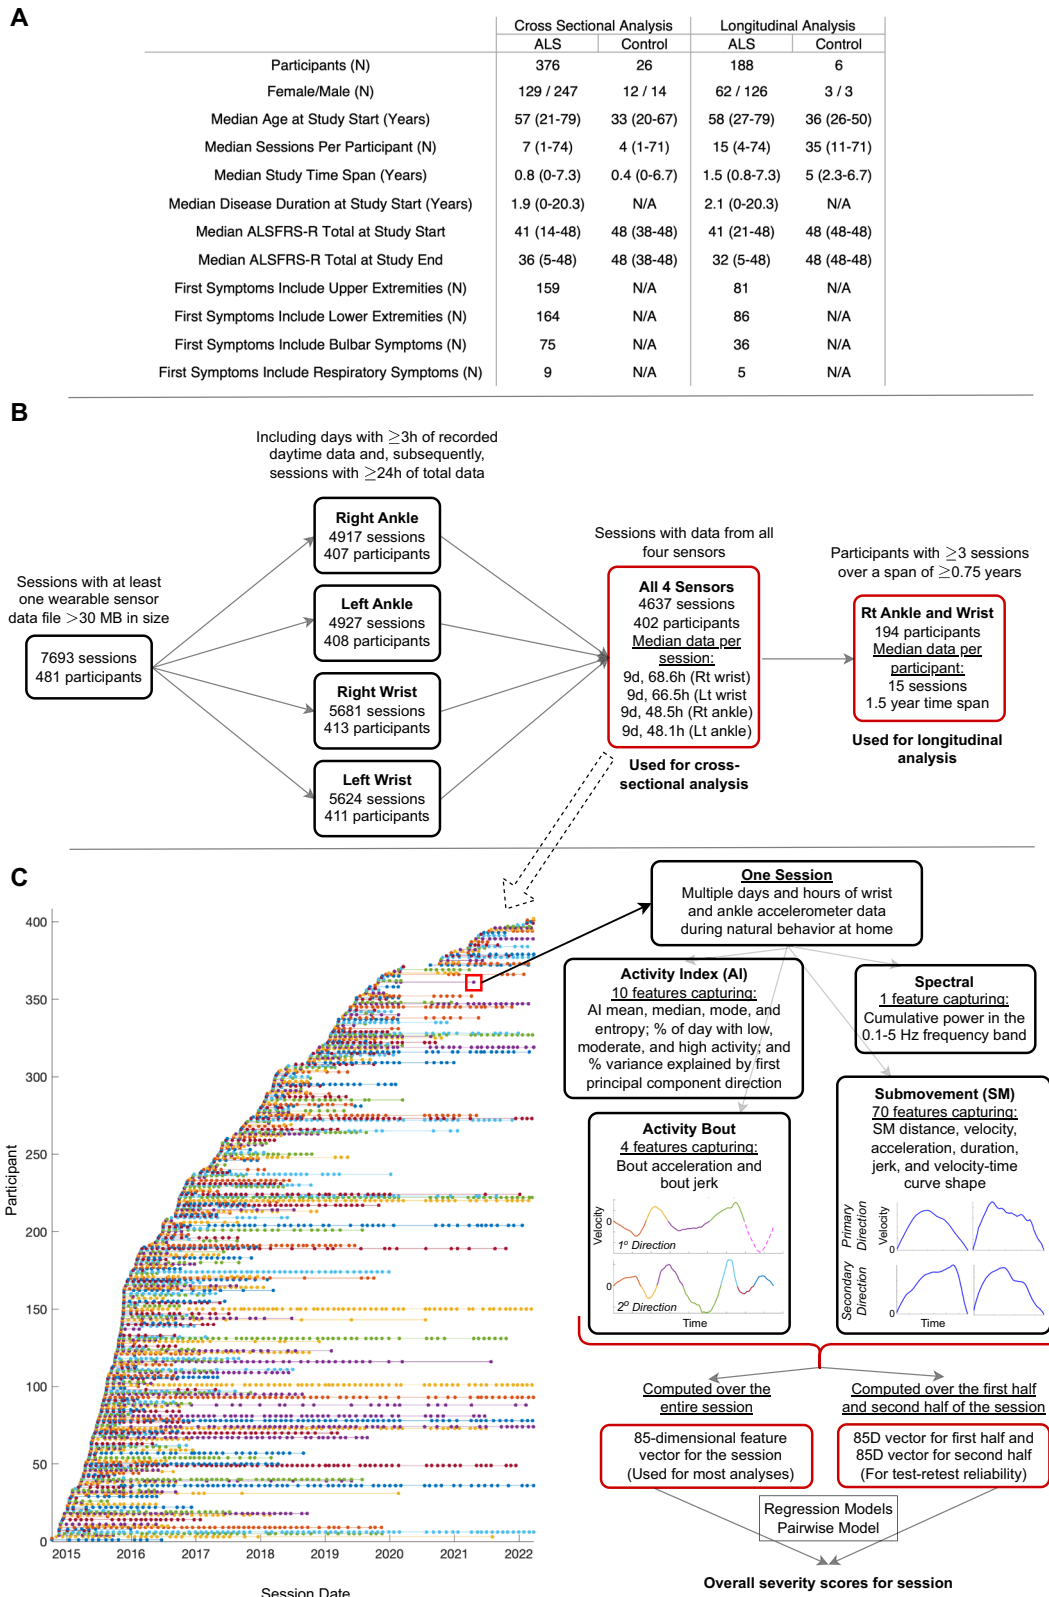 A
Cross Sectional Analysis Longitudinal Analysis
ALS Control ALS Control
Participants (N) 376 26 188 6
Female/Male (N) 129 / 247 12 / 14 62 / 126 3 / 3
Median Age at Study Start (Years) 57 (21-79) 33 (20-67) 58 (27-79) 36 (26-50)
Median Sessions Per Participant (N) 7 (1-74) 4 (1-71) 15 (4-74) 35 (11-71)
Median Study Time Span (Years) 0.8 (0-7.3) 0.4 (0-6.7) 1.5 (0.8-7.3) 5 (2.3-6.7)
Median Disease Duration at Study Start (Years) 1.9 (0-20.3) N/A 2.1 (0-20.3) N/A
Median ALSFRS-R Total at Study Start 41 (14-48) 48 (38-48) 41 (21-48) 48 (48-48)
Median ALSFRS-R Total at Study End 36 (5-48) 48 (38-48) 32 (5-48) 48 (48-48)
First Symptoms Include Upper Extremities (N) 159 N/A 81 N/A
First Symptoms Include Lower Extremities (N) 164 N/A 86 N/A
First Symptoms Include Bulbar Symptoms (N) 75 N/A 36 N/A
First Symptoms Include Respiratory Symptoms (N) 9 N/A 5 N/A
B
Sessions with at least
one wearable sensor
data file >30 MB in size
7693 sessions
481 participants
Including days with ≥3h of recorded
daytime data and, subsequently,
sessions with ≥24h of total data
Right Ankle
4917 sessions
407 participants
Left Ankle
4927 sessions
408 participants
Right Wrist
5681 sessions
413 participants
Left Wrist
5624 sessions
411 participants
Sessions with data from all
four sensors
All 4 Sensors
4637 sessions
402 participants
Median data per
session:
9d, 68.6h (Rt wrist)
9d, 66.5h (Lt wrist
9d, 48.5h (Rt ankle)
9d, 48.1h (Lt ankle)
Used for cross-
sectional analysis
Participants with ≥3 sessions
over a span of ≥0.75 years
Rt Ankle and Wrist
194 participants
Median data per
participant:
15 sessions
1.5 year time span
Used for longitudinal
analysis
C
Participant
400
350
300
250
200
150
100
50
0
2015 2016 2017 2018 2019 2020 2021 2022
Session Date
One Session
Multiple days and hours of wrist
and ankle accelerometer data
during natural behavior at home
Activity Index (AI)
10 features capturing:
AI mean, median, mode, and
entropy; % of day with low,
moderate, and high activity; and
% variance explained by first
principal component direction
Spectral
1 feature capturing:
Cumulative power in the
0.1-5 Hz frequency band
Activity Bout
4 features capturing:
Bout acceleration and
bout jerk
Velocity
0
1º Direction
0
2º Direction
Time
Submovement (SM)
70 features capturing:
SM distance, velocity,
acceleration, duration,
jerk, and velocity-time
curve shape
Primary
Direction
Velocity
0
Secondary
Direction
0
Time
Computed over the
entire session
85-dimensional feature
vector for the session
(Used for most analyses)
Computed over the first half
and second half of the session
85D vector for first half and
85D vector for second half
(For test-retest reliability)
Regression Models
Pairwise Model
Overall severity scores for session